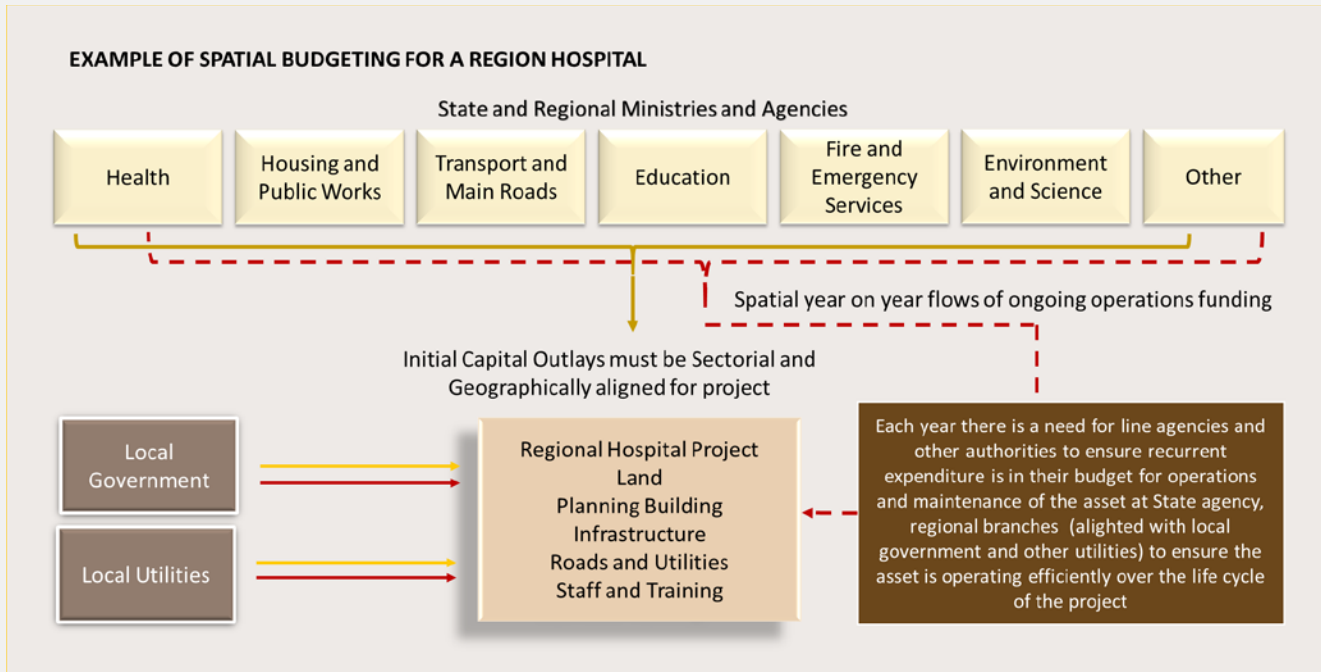 EXAMPLE OF SPATIAL BUDGETING FOR A REGION HOSPITAL
State and Regional Ministries and Agencies
Health
Housing and
Public Works
Transport and
Main Roads
Education
Fire and
Emergency
Services
Environment
and Science
Other
Spatial year on year flows of ongoing operations funding
Initial Capital Outlays must be Sectorial and
Geographically aligned for project
Local
Government
Local Utilities
Regional Hospital Project
Land
Planning Building
Infrastructure
Roads and Utilities
Staff and Training
Each year there is a need for line agencies and
other authorities to ensure recurrent
expenditure is in their budget for operations
and maintenance of the asset at State agency,
regional branches (alighted with local
government and other utilities) to ensure the
asset is operating efficiently over the life cycle
of the project